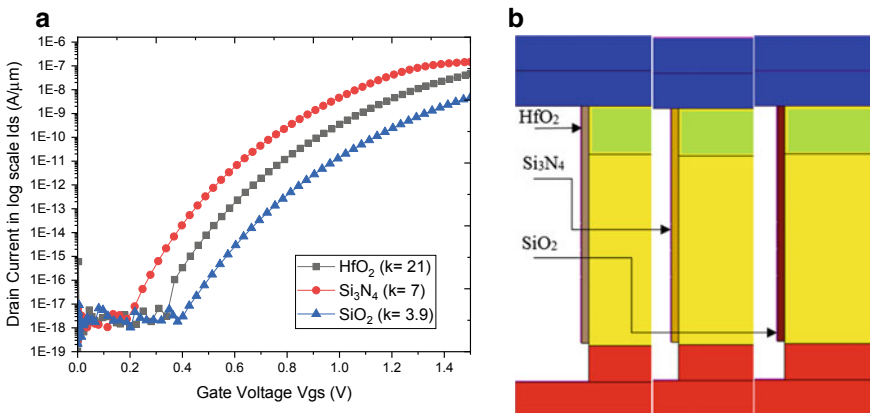 a
1E-6
1E-7
1E-8
1E-9
1E-10
1E-11
1E-12
1E-13
1E-14
1E-15
1E-16
1E-17
1E-18
1E-19
Drain Current in log scale Ids (A/μm)
HfO₂ (k= 21)
Si₃N₄ (k= 7)
SiO₂ (k= 3.9)
0.0 0.2 0.4 0.6 0.8 1.0 1.2 1.4
Gate Voltage Vgs (V)
b
HfO₂
Si₃N₄
SiO₂